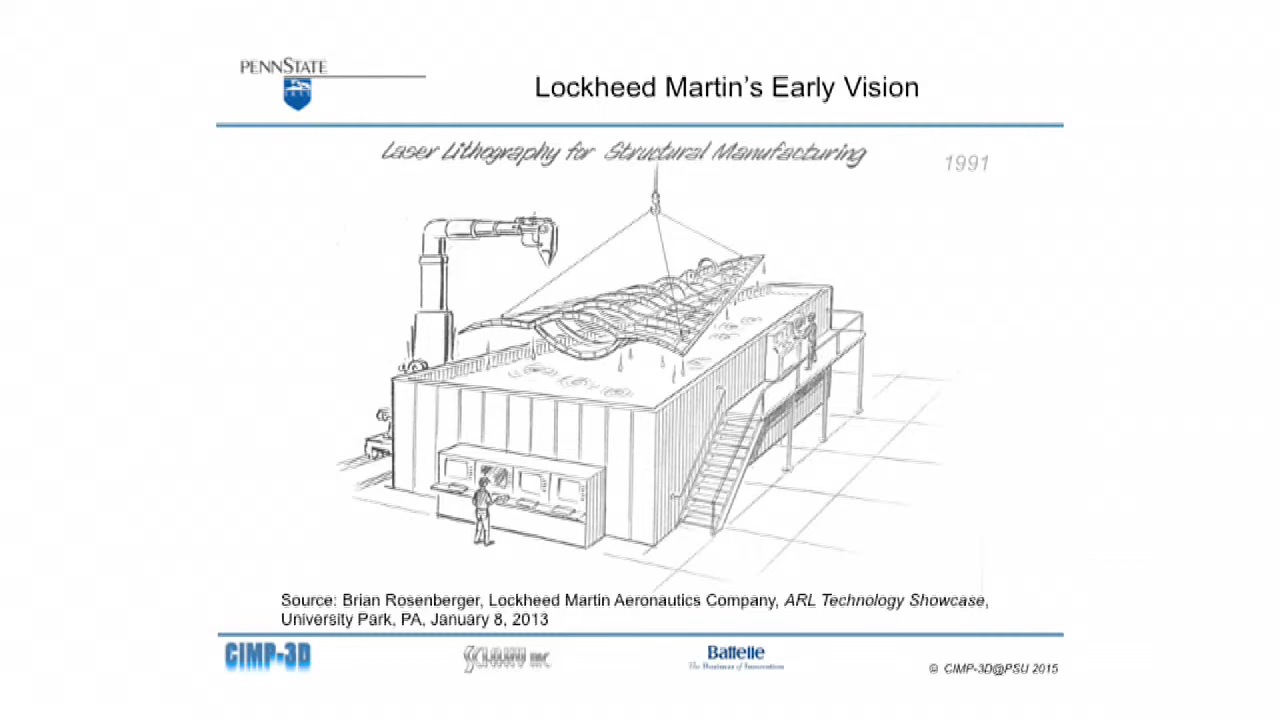 PENNSTATE
Lockheed Martin's Early Vision
Laser Lithography for Structural Manufacturing
1991
Source: Brian Rosenberger, Lockheed Martin Aeronautics Company, ARL Technology Showcase,
University Park, PA, January 8, 2013
CIMP-3D
SCIAKY INC
Battelle
The Business of Innovation
© CIMP-3D@PSU 2015